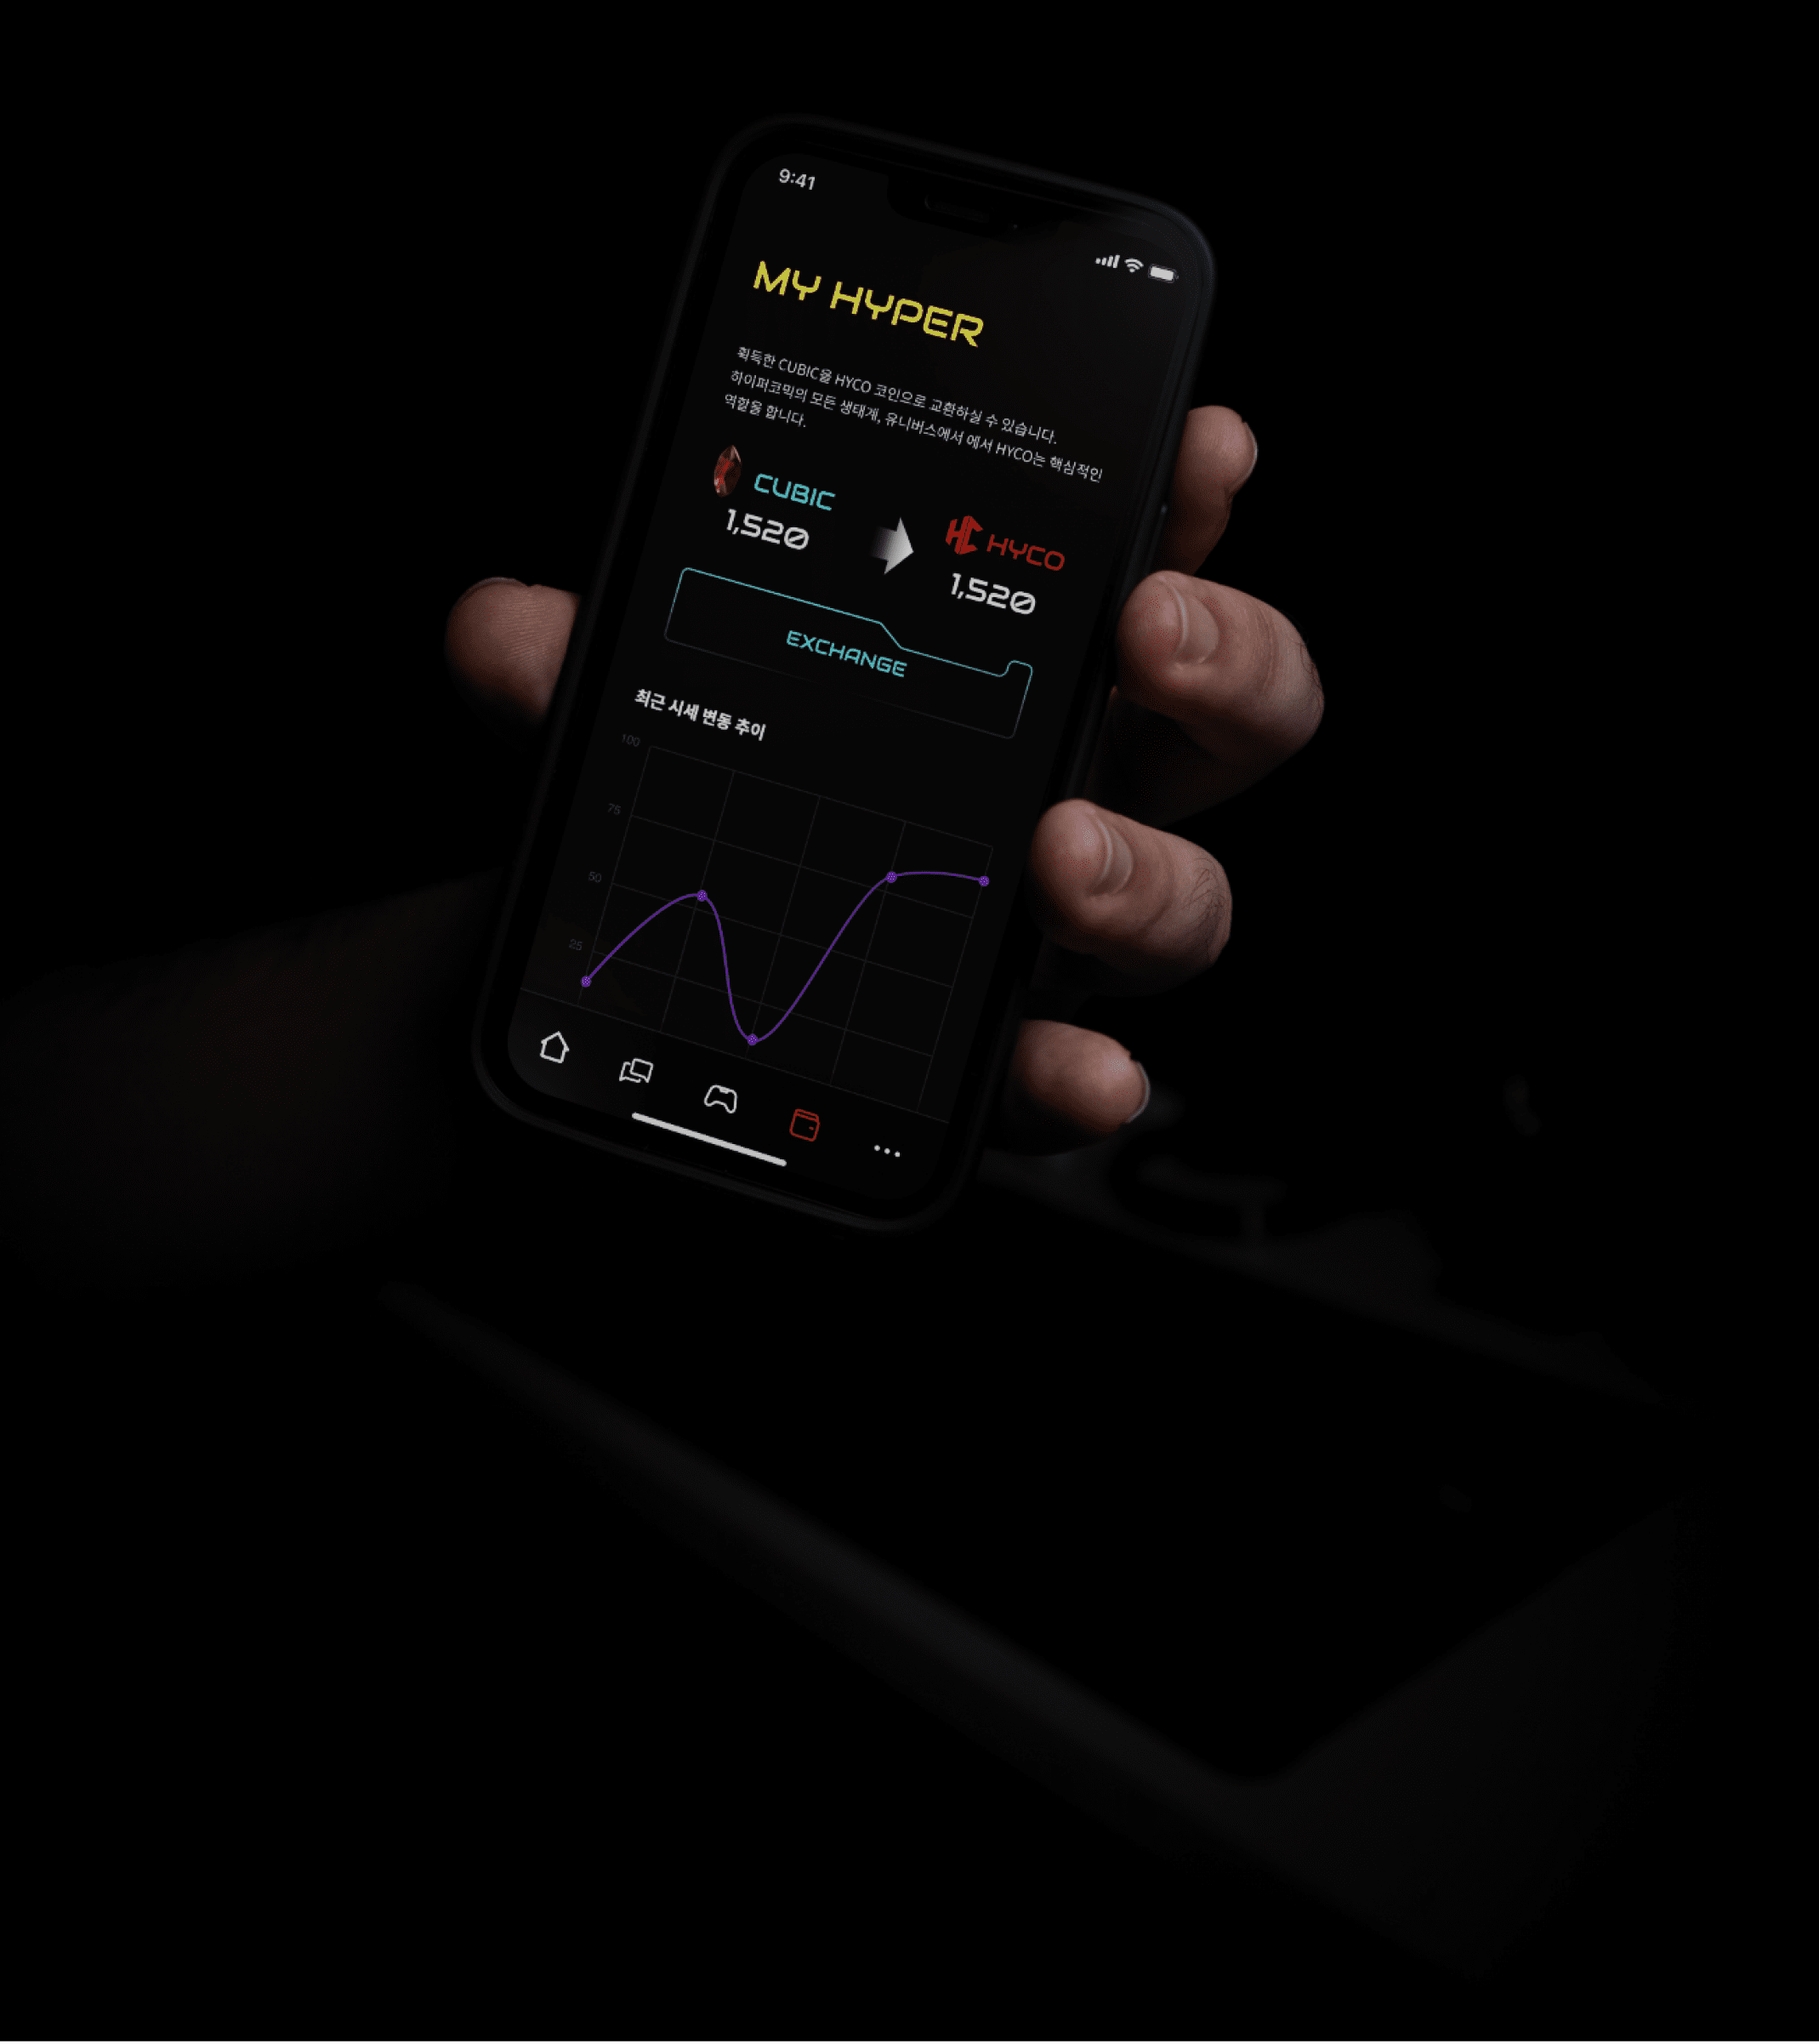 9:41
MY HYPER
획득한 CUBIC을 HYCO 코인으로 교환하실 수 있습니다.
하이퍼코믹의 모든 생태계, 유니버스에서 에서 HYCO는 핵심적인
역할을 합니다.
CUBIC
1,520
HC HYCO
1,520
EXCHANGE
최근 시세 변동 추이
100
75
50
25